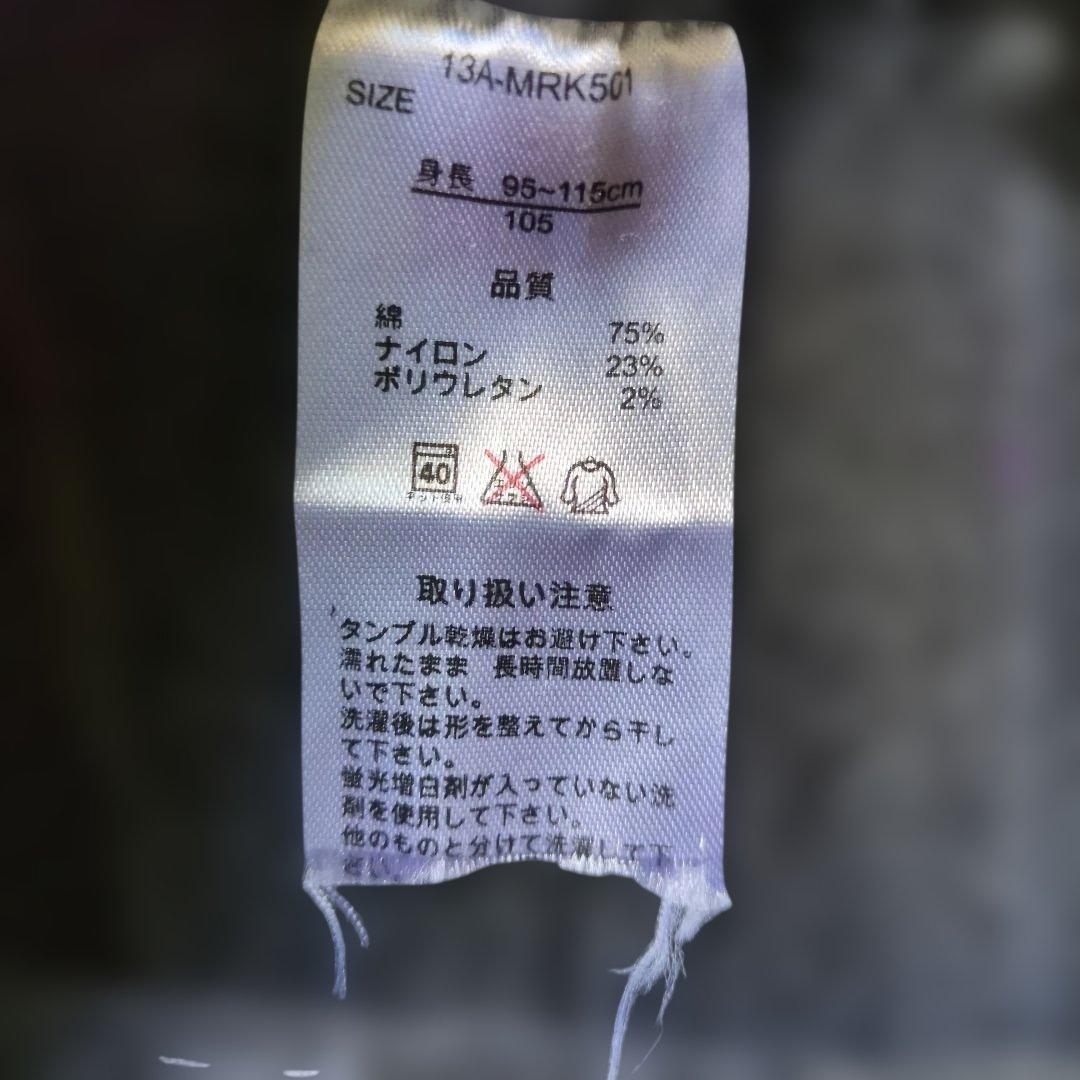 13A-MRK501
SIZE
身長 95~115cm
105
品質
綿 75%
ナイロン 23%
ポリウレタン 2%
40
取り扱い注意
タンブル乾燥はお避け下さい。
濡れたまま 長時間放置しな
いで下さい。
洗濯後は形を整えてから干し
て下さい。
蛍光増白剤が入っていない洗
剤を使用して下さい。
他のものと分けて洗濯して下
さい。